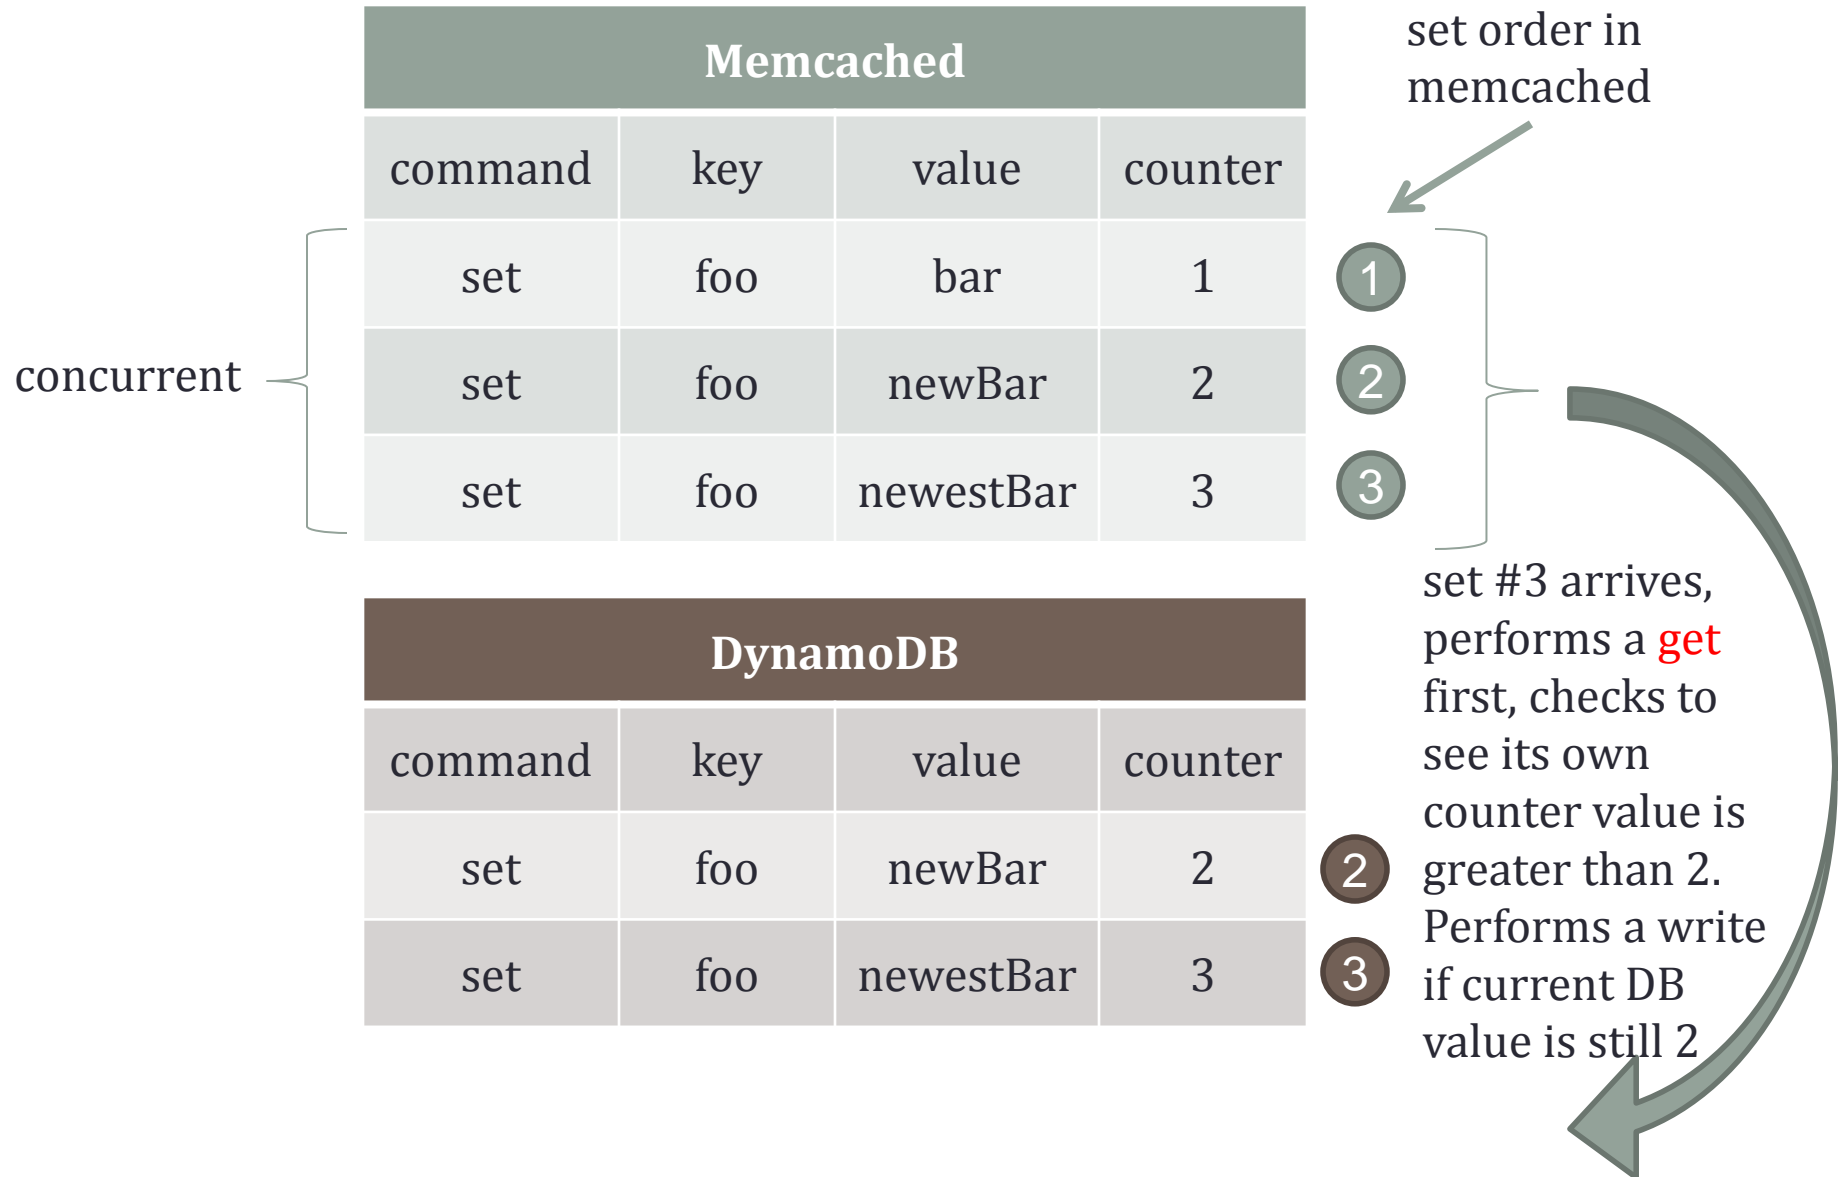 set order in
memcached
Memcached
command key value counter
set foo bar 1 1
concurrent
set foo newBar 2 2
set foo newestBar 3 3
DynamoDB
command key value counter
set foo newBar 2 2
set foo newestBar 3 3
set #3 arrives,
performs a get
first, checks to
see its own
counter value is
greater than 2.
Performs a write
if current DB
value is still 2